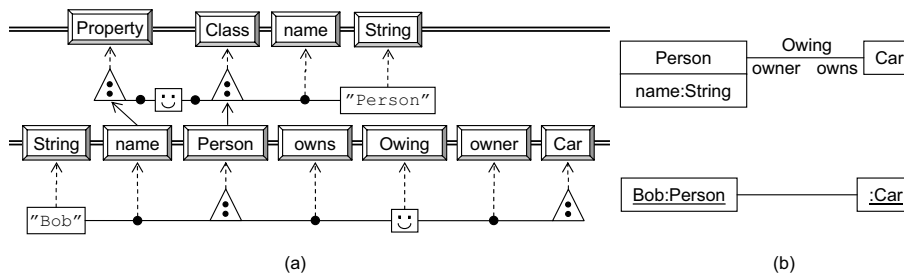 Property Class name String
"Person"
String name Person owns Owing owner Car
"Bob"
(a)
Person Owing Car
owner owns
name:String
Bob:Person :Car
(b)